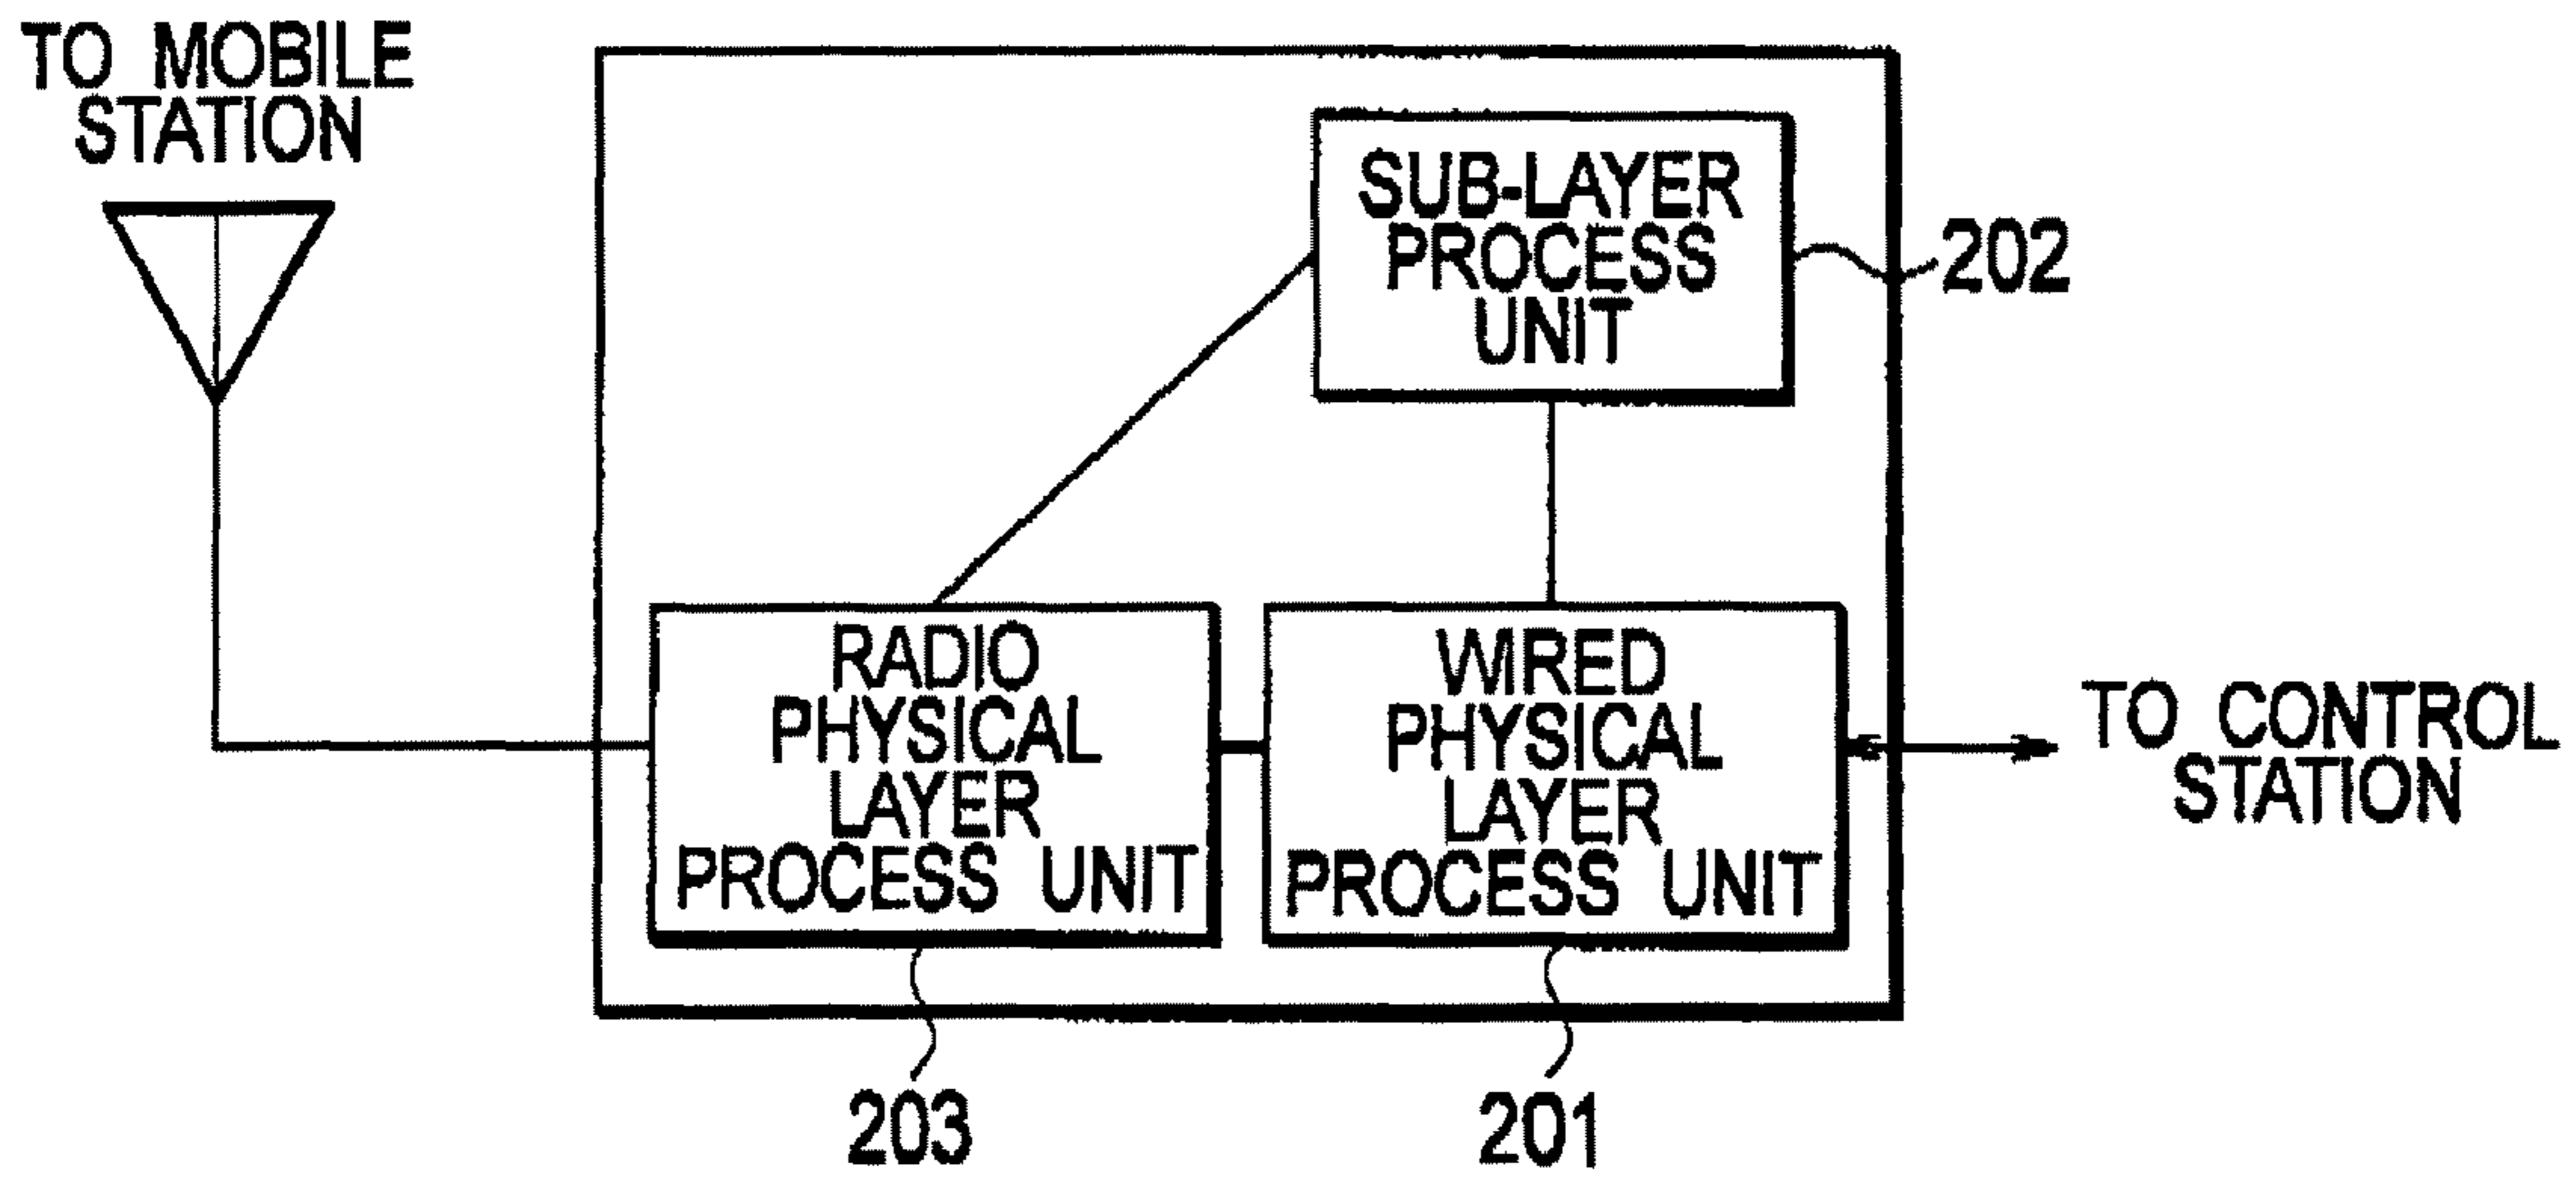 TO MOBILE
STATION
SUB-LAYER
PROCESS
UNIT
202
RADIO
PHYSICAL
LAYER
PROCESS UNIT
WIRED
PHYSICAL
LAYER
PROCESS UNIT
TO CONTROL
STATION
203
201